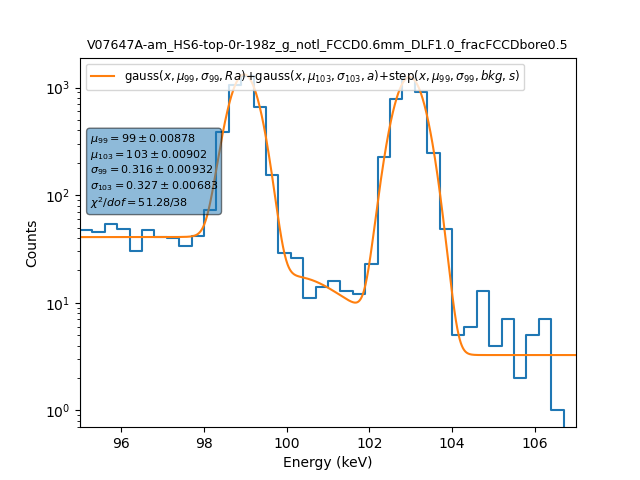 V07647A-am_HS6-top-0r-198z_g_notl_FCCD0.6mm_DLF1.0_fracFCCDbore0.5
gauss(x, μ₉₉, σ₉₉, Ra)+gauss(x, μ₁₀₃, σ₁₀₃, a)+step(x, μ₉₉, σ₉₉, bkg, s)
μ₉₉ = 99 ± 0.00878
μ₁₀₃ = 103 ± 0.00902
σ₉₉ = 0.316 ± 0.00932
σ₁₀₃ = 0.327 ± 0.00683
χ²/dof = 51.28/38
Counts
10³
10²
10¹
10⁰
96 98 100 102 104 106
Energy (keV)